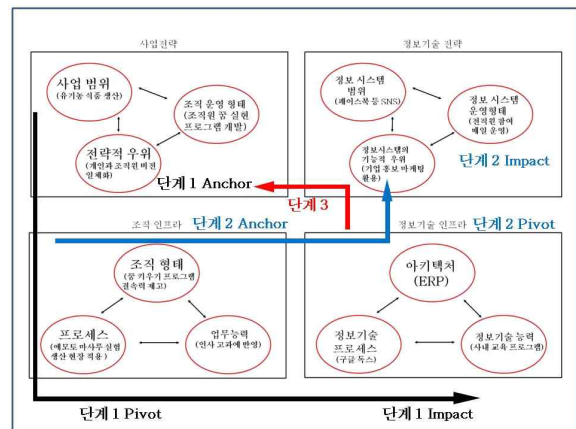 사업전략
사업 범위
(유기농 식품 생산)
조직 운영 형태
(조직원 꿈 실현
프로그램 개발)
전략적 우위
(개인과 조직원 비전
일체화)
단계 1 Anchor
정보기술 전략
정보 시스템
범위
(페이스북 등 SNS)
정보 시스템
운영형태
(전직원 참여
메일 운영)
정보시스템의
기능적 우위
(기업 홍보 마케팅
활용)
단계 2 Impact
단계 3
조직 인프라
단계 2 Anchor
조직 형태
(꿈 키우기 프로그램
결속력 제고)
프로세스
(에모토 마사루 실험
생산 현장 적용)
업무능력
(인사 고과에 반영)
정보기술 인프라
단계 2 Pivot
아키텍처
(ERP)
정보기술
프로세스
(구글 독스)
정보기술 능력
(사내 교육 프로그램)
단계 1 Pivot
단계 1 Impact